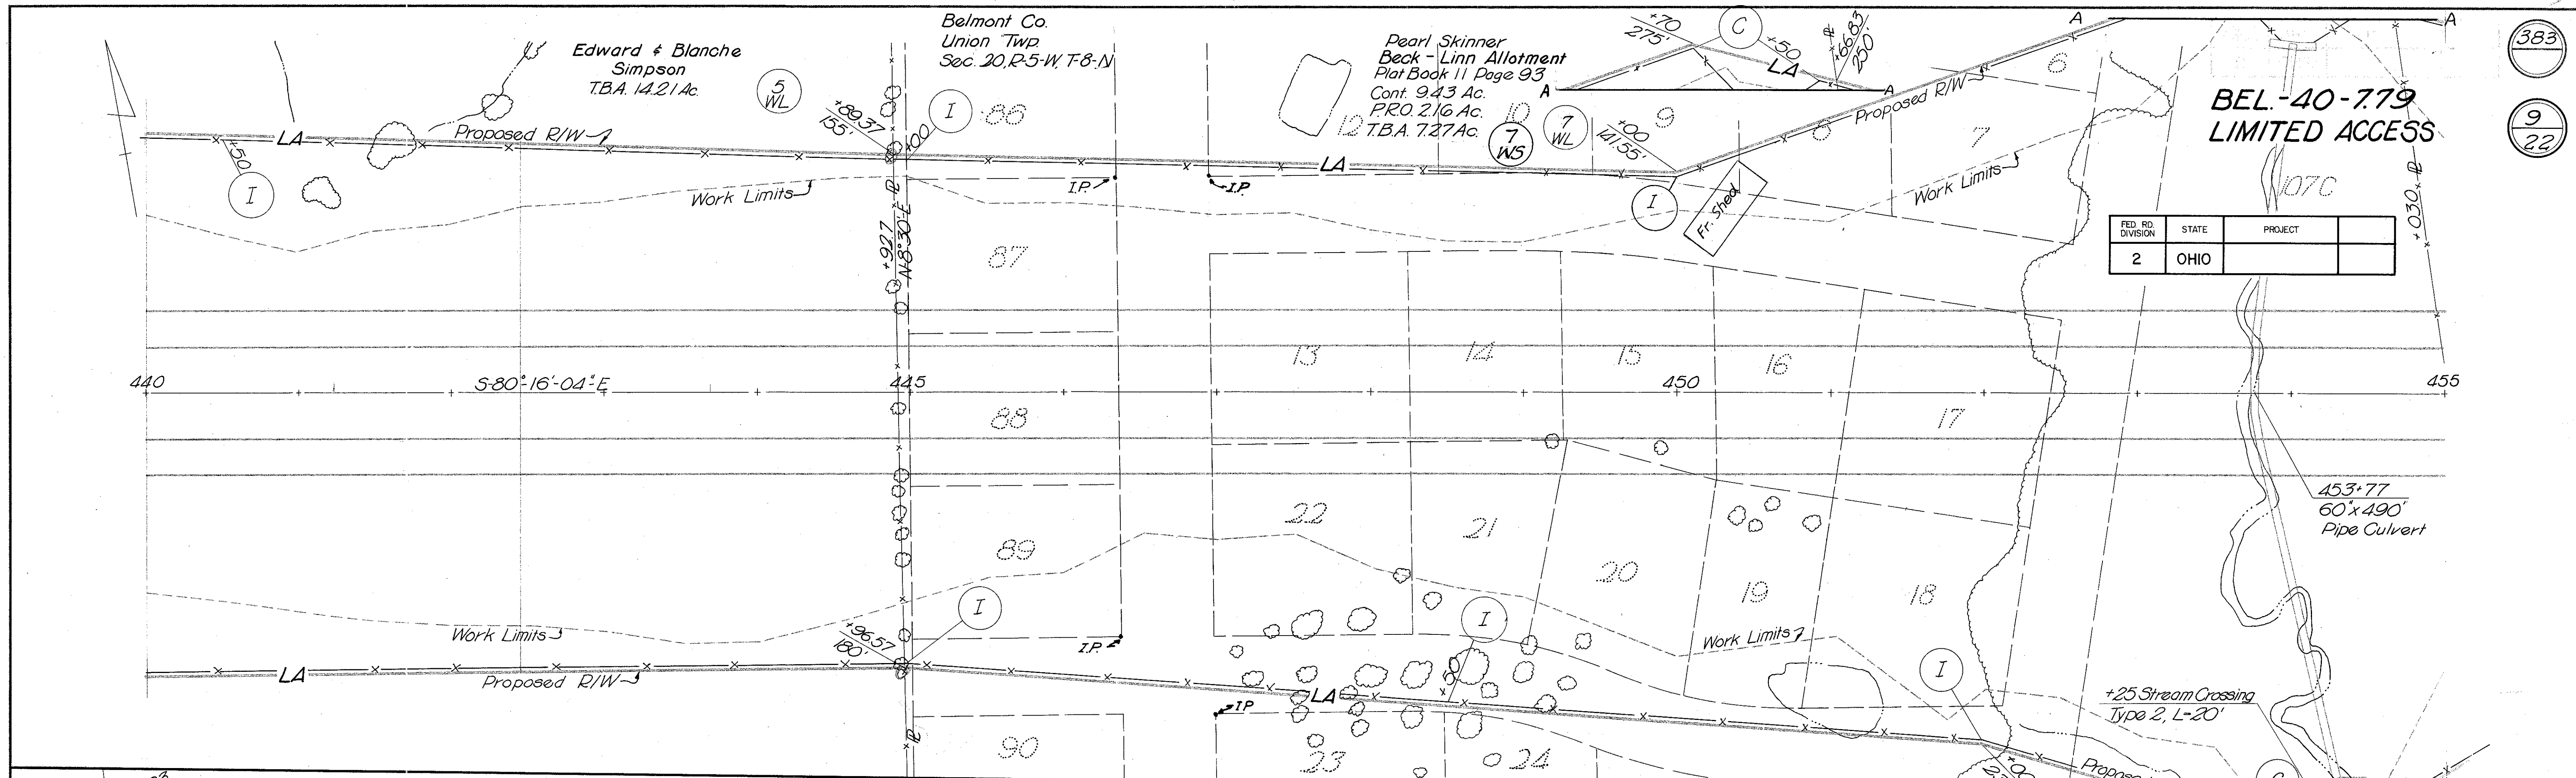 Belmont Co.
Union Twp.
Sec. 20, R-5-W, T-8-N
Edward & Blanche
Simpson
T.B.A. 14.21 Ac.
5
WL
Pearl Skinner
Beck-Linn Allotment
Plat Book 11 Page 93
Cont. 9.43 Ac.
P.R.O. 2.16 Ac.
T.B.A. 7.27 Ac.
7
WS
7
WL
+70
275'
C
+50
LA
+66.83
250'
A
A
A
A
383
9
22
BEL.-40-7.79
LIMITED ACCESS
FED. RD.
DIVISION
STATE
PROJECT
2
OHIO
LA
Proposed R/W
+50
I
+89.37
155'
+00
I
86
12
10
9
8
7
6
107C
LA
+00
141.55'
I
Fr. Shed
Proposed R/W
Work Limits
Work Limits
I.P.
I.P.
+92.7
N-8°30'-E
+030
87
13
14
15
16
17
440
S-80°-16'-04"-E
445
450
455
88
22
21
20
19
18
89
453+77
60"x490'
Pipe Culvert
Work Limits
+96.57
180'
I
I.P.
I
+50
Work Limits
I
LA
Proposed R/W
LA
I.P.
+25 Stream Crossing
Type 2, L=20'
90
23
24
+00